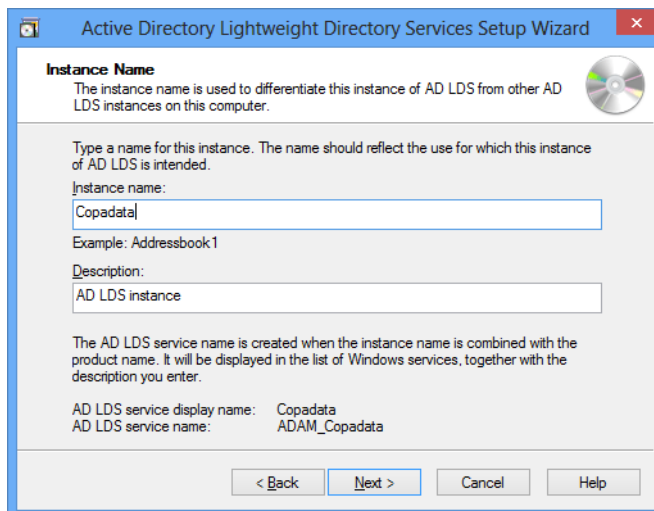 Active Directory Lightweight Directory Services Setup Wizard
Instance Name
The instance name is used to differentiate this instance of AD LDS from other AD
LDS instances on this computer.
Type a name for this instance. The name should reflect the use for which this instance
of AD LDS is intended.
Instance name:
Copadata
Example: Addressbook1
Description:
AD LDS instance
The AD LDS service name is created when the instance name is combined with the
product name. It will be displayed in the list of Windows services, together with the
description you enter.
AD LDS service display name: Copadata
AD LDS service name: ADAM_Copadata
< Back Next > Cancel Help